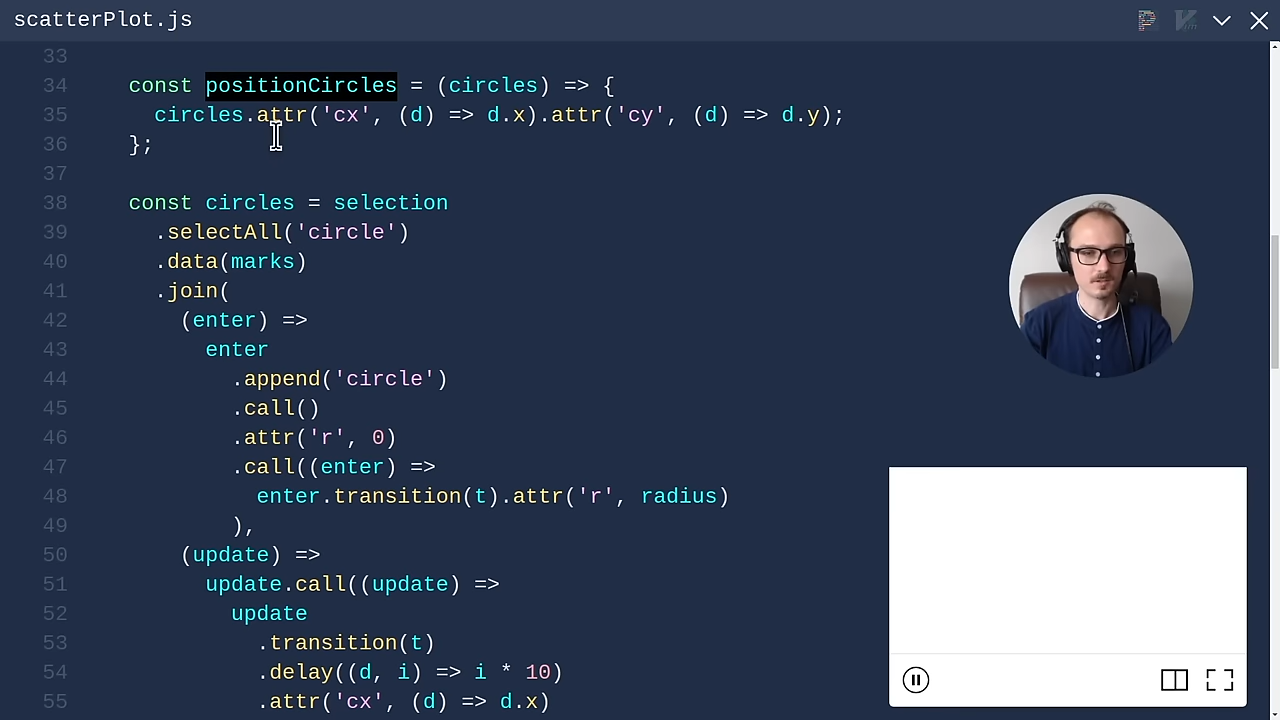 scatterPlot.js
33
34 const positionCircles = (circles) => {
35 circles.attr('cx', (d) => d.x).attr('cy', (d) => d.y);
36 };
37
38 const circles = selection
39 .selectAll('circle')
40 .data(marks)
41 .join(
42 (enter) =>
43 enter
44 .append('circle')
45 .call()
46 .attr('r', 0)
47 .call((enter) =>
48 enter.transition(t).attr('r', radius)
49 ),
50 (update) =>
51 update.call((update) =>
52 update
53 .transition(t)
54 .delay((d, i) => i * 10)
55 .attr('cx', (d) => d.x)